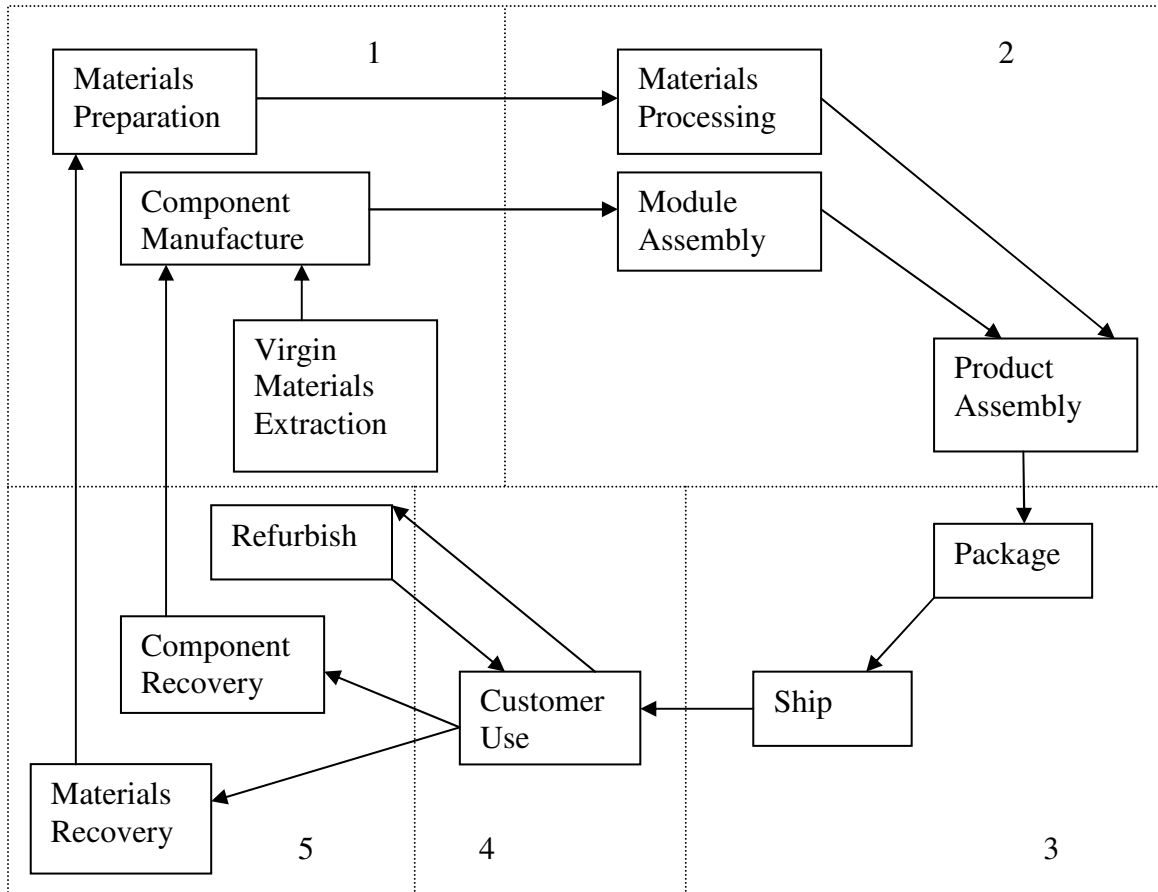 1
2
Materials
Preparation
Materials
Processing
Component
Manufacture
Module
Assembly
Virgin
Materials
Extraction
Product
Assembly
Refurbish
Package
Component
Recovery
Customer
Use
Ship
Materials
Recovery
5
4
3